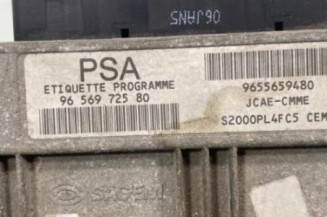 06JAN5
PSA
ETIQUETTE PROGRAMME
96 569 725 80
9655659480
JCAE-CMME
S2000PL4FC5 CEM
SAGEM